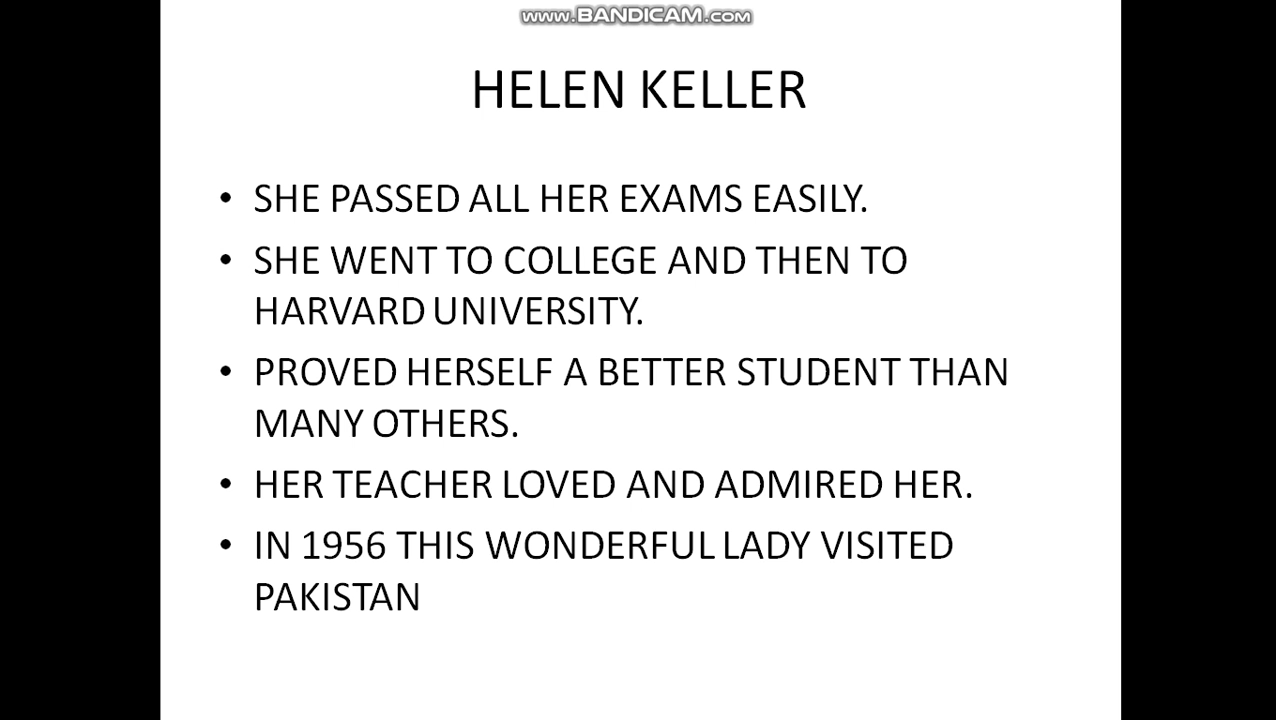 www.BANDICAM.com
HELEN KELLER
• SHE PASSED ALL HER EXAMS EASILY.
• SHE WENT TO COLLEGE AND THEN TO
HARVARD UNIVERSITY.
• PROVED HERSELF A BETTER STUDENT THAN
MANY OTHERS.
• HER TEACHER LOVED AND ADMIRED HER.
• IN 1956 THIS WONDERFUL LADY VISITED
PAKISTAN